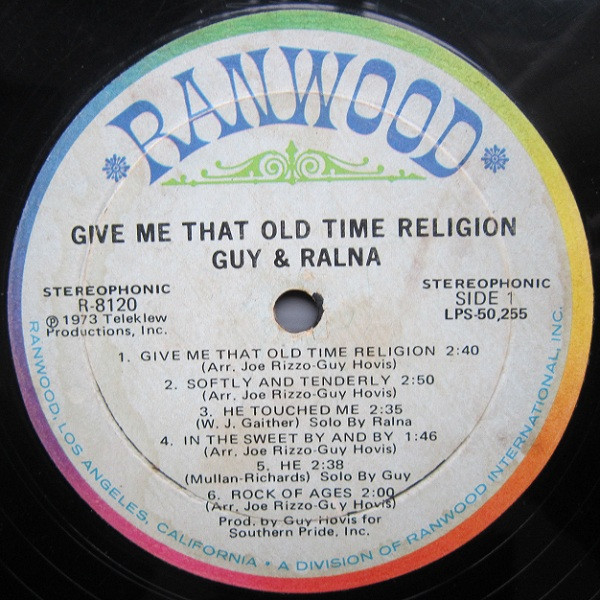 RANWOOD
GIVE ME THAT OLD TIME RELIGION
GUY & RALNA
STEREOPHONIC
R-8120
℗ 1973 Teleklew
Productions, Inc.
STEREOPHONIC
SIDE 1
LPS-50,255
1. GIVE ME THAT OLD TIME RELIGION 2:40
(Arr. Joe Rizzo-Guy Hovis)
2. SOFTLY AND TENDERLY 2:50
(Arr. Joe Rizzo-Guy Hovis)
3. HE TOUCHED ME 2:35
(W. J. Gaither) Solo By Ralna
4. IN THE SWEET BY AND BY 1:46
(Arr. Joe Rizzo-Guy Hovis)
5. HE 2:38
(Mullan-Richards) Solo By Guy
6. ROCK OF AGES 2:00
(Arr. Joe Rizzo-Guy Hovis)
Prod. by Guy Hovis for
Southern Pride, Inc.
RANWOOD, LOS ANGELES, CALIFORNIA • A DIVISION OF RANWOOD INTERNATIONAL, INC.